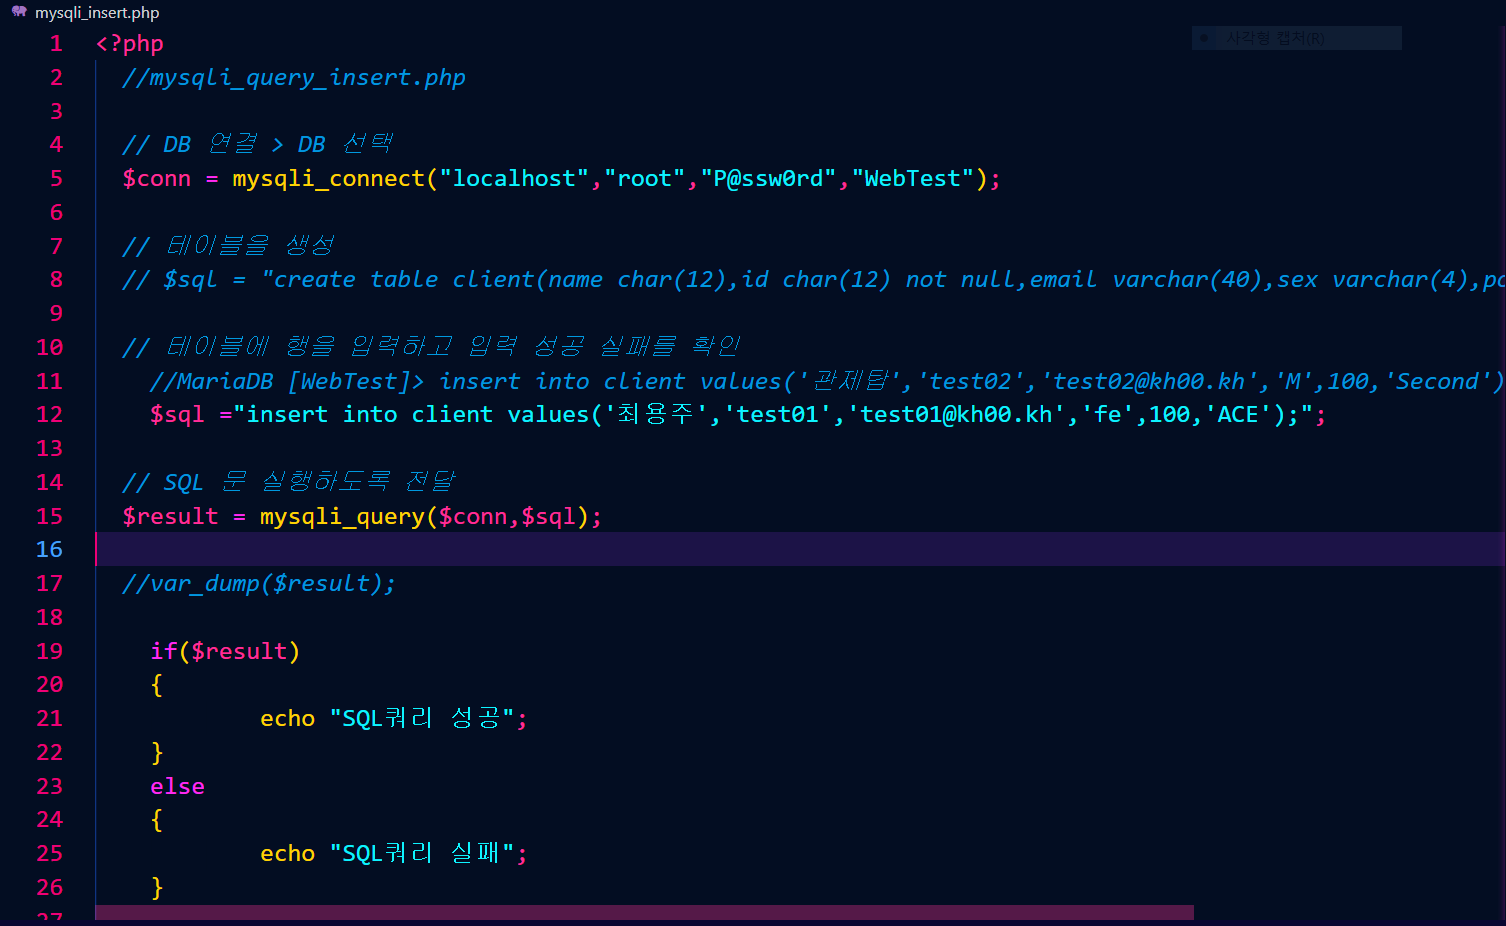 mysqli_insert.php
사각형 캡처(R)
1 <?php
2 //mysqli_query_insert.php
3
4 // DB 연결 > DB 선택
5 $conn = mysqli_connect("localhost","root","P@ssw0rd","WebTest");
6
7 // 테이블을 생성
8 // $sql = "create table client(name char(12),id char(12) not null,email varchar(40),sex varchar(4),po
9
10 // 테이블에 행을 입력하고 입력 성공 실패를 확인
11 //MariaDB [WebTest]> insert into client values('관제탑','test02','test02@kh00.kh','M',100,'Second')
12 $sql ="insert into client values('최용주','test01','test01@kh00.kh','fe',100,'ACE');";
13
14 // SQL 문 실행하도록 전달
15 $result = mysqli_query($conn,$sql);
16
17 //var_dump($result);
18
19 if($result)
20 {
21 echo "SQL쿼리 성공";
22 }
23 else
24 {
25 echo "SQL쿼리 실패";
26 }
27